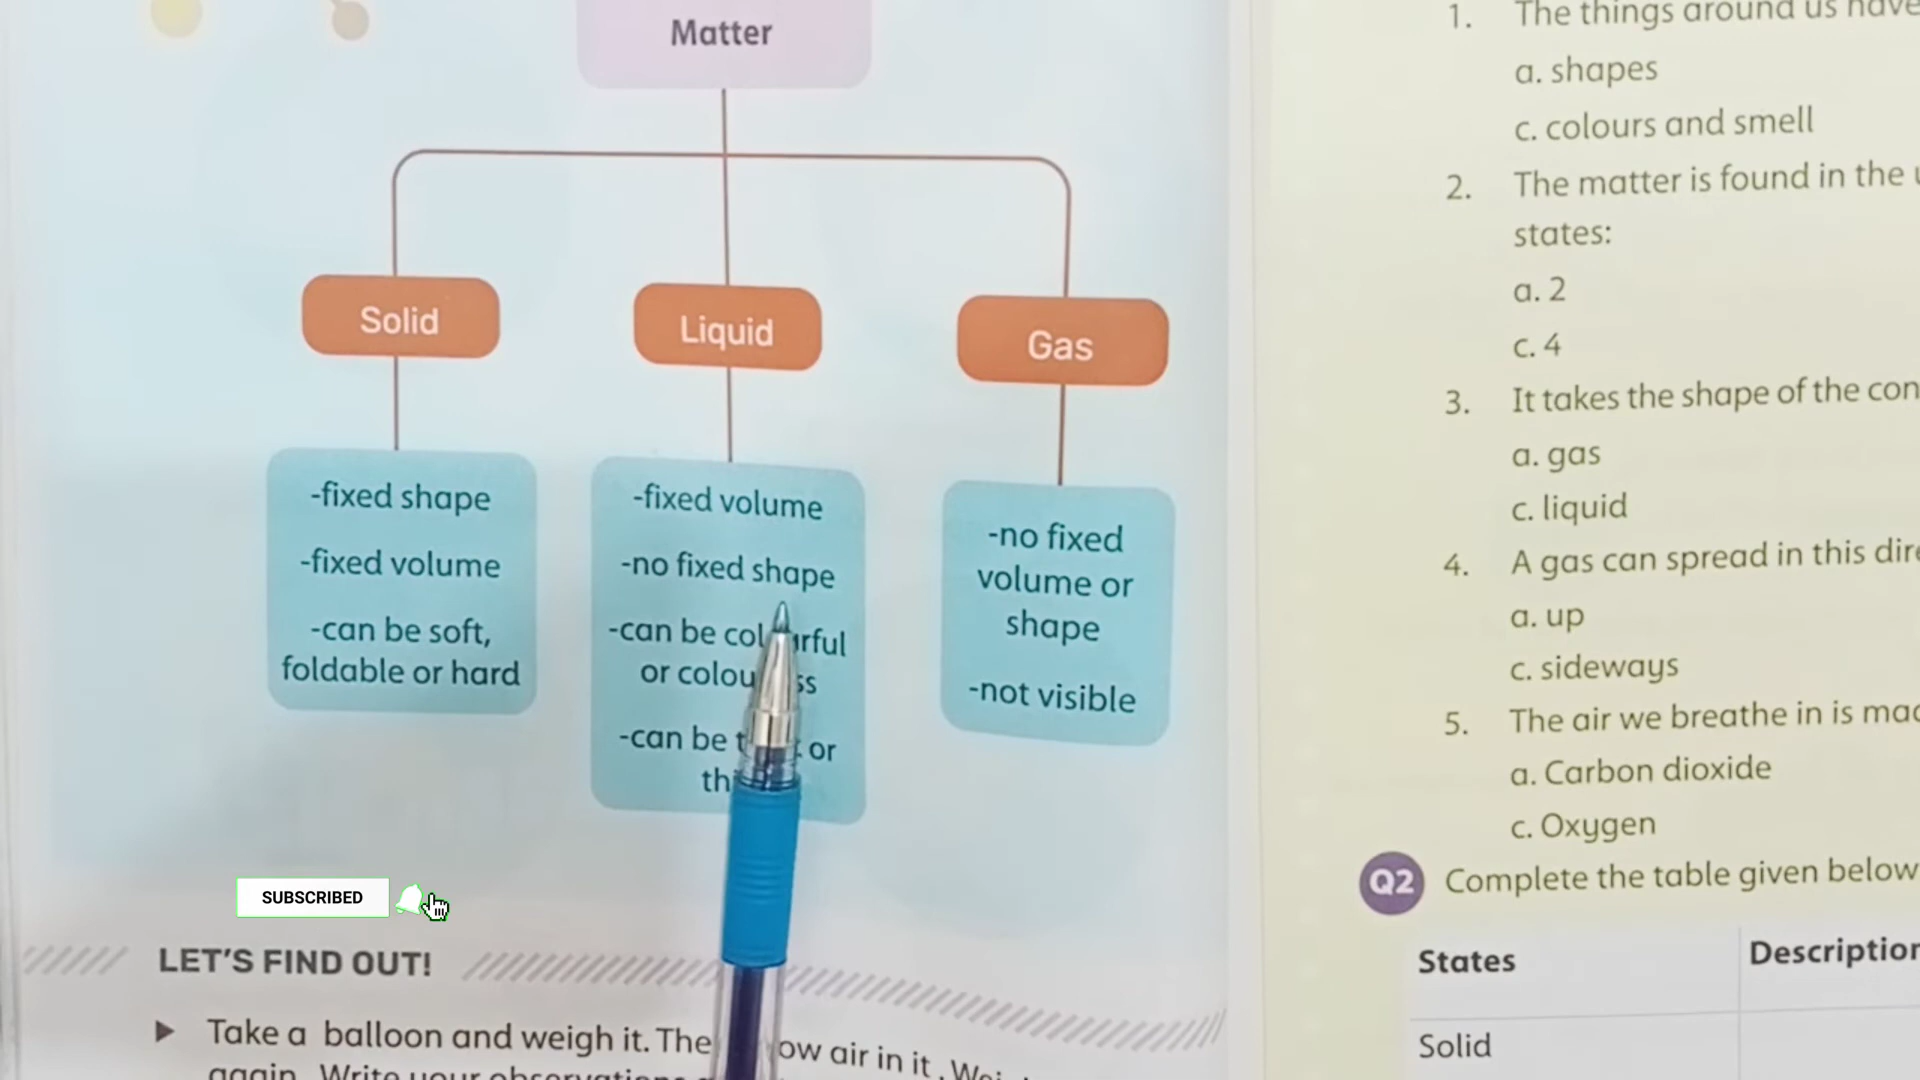 Matter
Solid
Liquid
Gas
-fixed shape
-fixed volume
-can be soft,
foldable or hard
-fixed volume
-no fixed shape
-can be
or
-can be or
-no fixed
volume or
shape
-not visible
SUBSCRIBED
LET'S FIND OUT!
Take a balloon and weigh it. air in it.
again. Write your
1. The things around us have
a. shapes
c. colours and smell
2. The matter is found in the
states:
a. 2
c. 4
3. It takes the shape of the
a. gas
c. liquid
4. A gas can spread in this
a. up
c. sideways
5. The air we breathe in is
a. Carbon dioxide
c. Oxygen
Q2 Complete the table given below
States Description
Solid